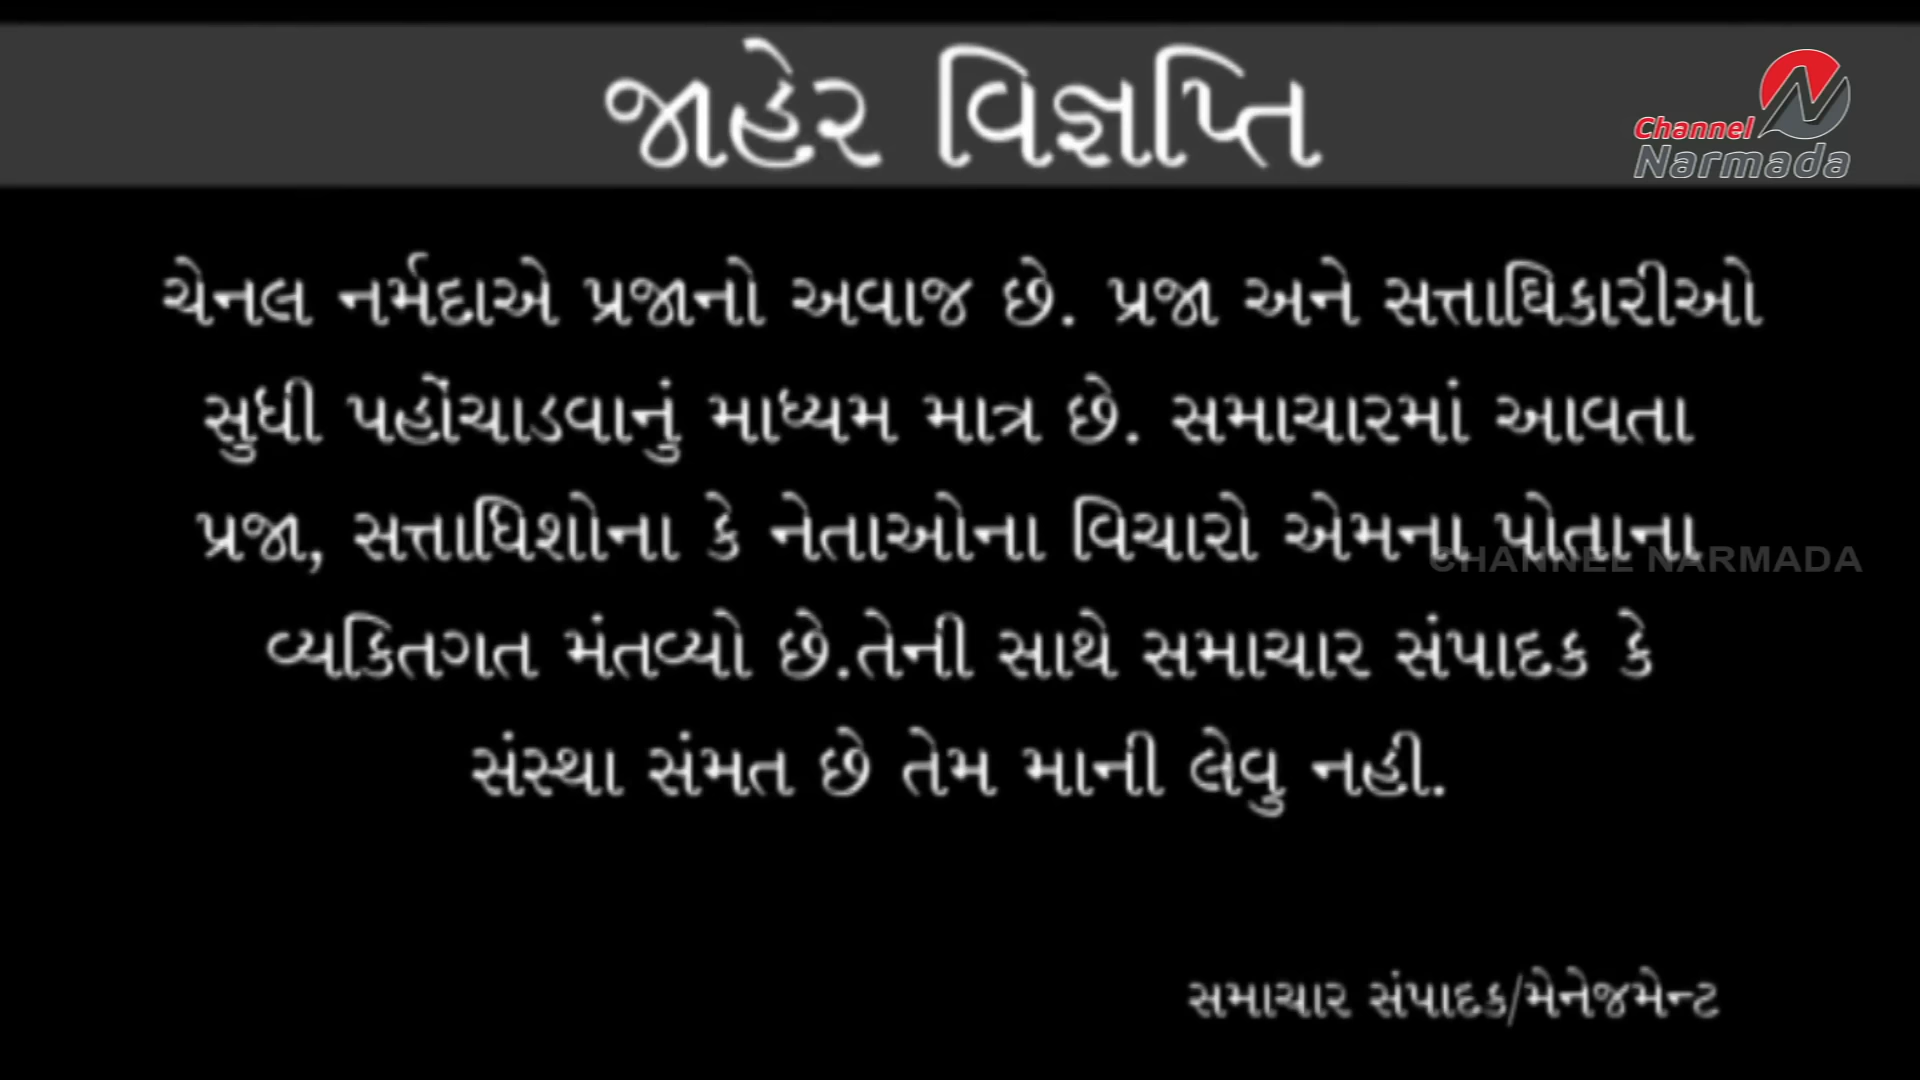 જાહેર વિજ્ઞપ્તિ
Channel
Narmada
ચેનલ નર્મદાએ પ્રજાનો અવાજ છે. પ્રજા અને સત્તાધિકારીઓ
સુધી પહોંચાડવાનું માધ્યમ માત્ર છે. સમાચારમાં આવતા
પ્રજા, સત્તાધિશોના કે નેતાઓના વિચારો એમના પોતાના
CHANNEL NARMADA
વ્યકિતગત મંતવ્યો છે.તેની સાથે સમાચાર સંપાદક કે
સંસ્થા સંમત છે તેમ માની લેવુ નહી.
સમાચાર સંપાદક/મેનેજમેન્ટ